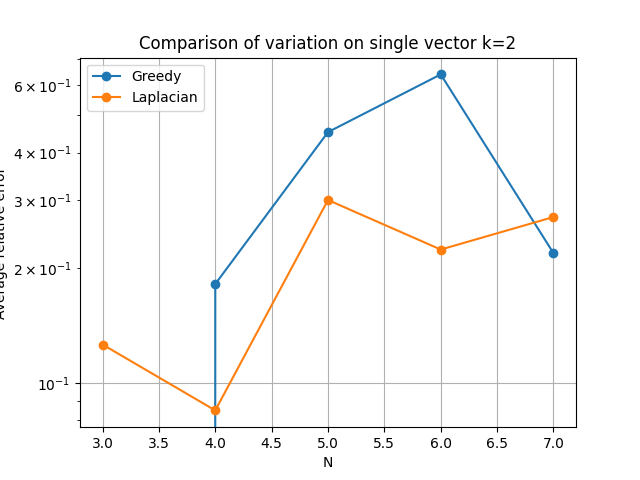 Comparison of variation on single vector k=2
Greedy
Laplacian
6 × 10⁻¹
4 × 10⁻¹
3 × 10⁻¹
2 × 10⁻¹
10⁻¹
Average relative error
3.0 3.5 4.0 4.5 5.0 5.5 6.0 6.5 7.0
N